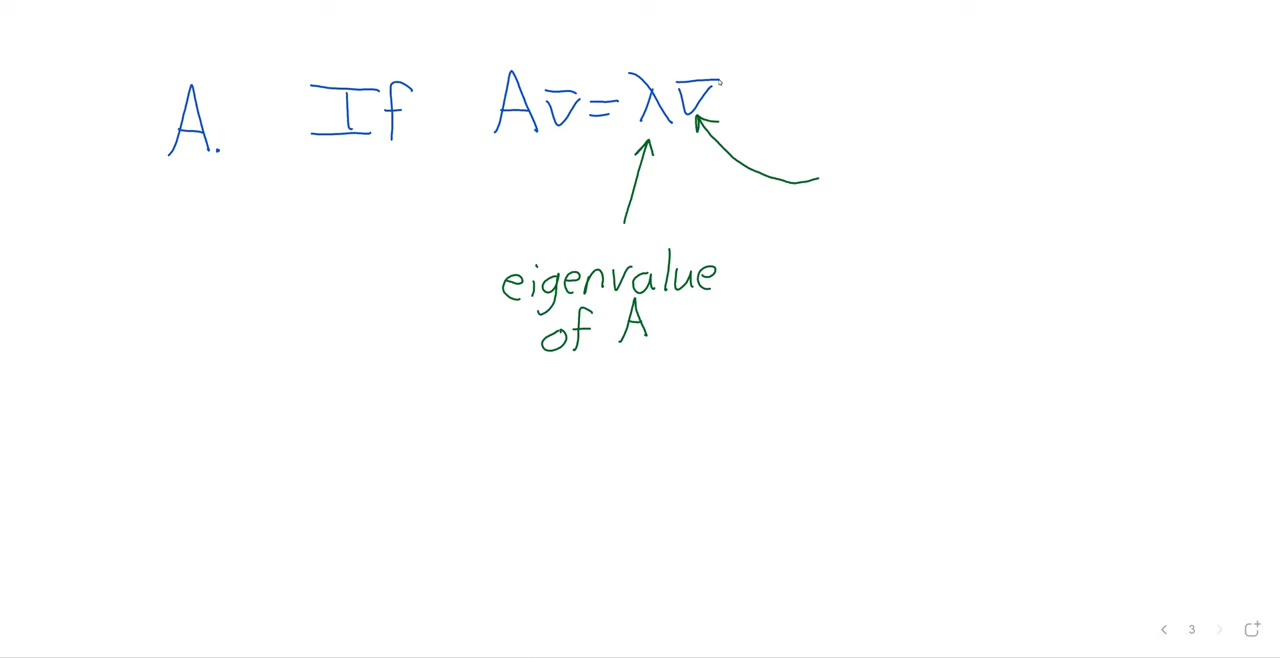 A. If Av̅ = λv̅
eigenvalue
of A
3